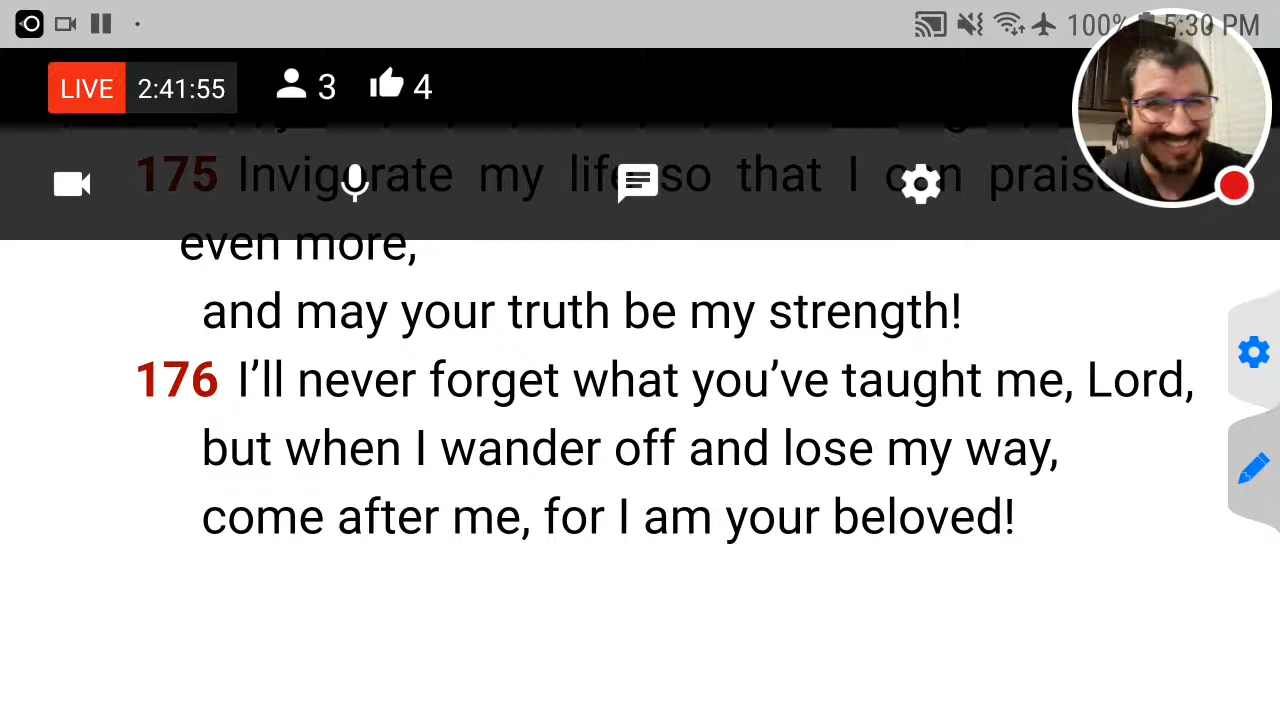 100% 5:30 PM
LIVE 2:41:55 3 4
175 Invigorate my life so that I can praise
even more,
and may your truth be my strength!
176 I’ll never forget what you’ve taught me, Lord,
but when I wander off and lose my way,
come after me, for I am your beloved!